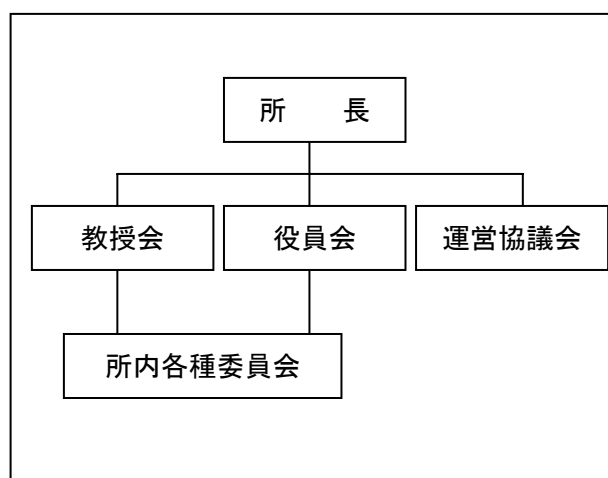 所　　長
教授会
役員会
運営協議会
所内各種委員会